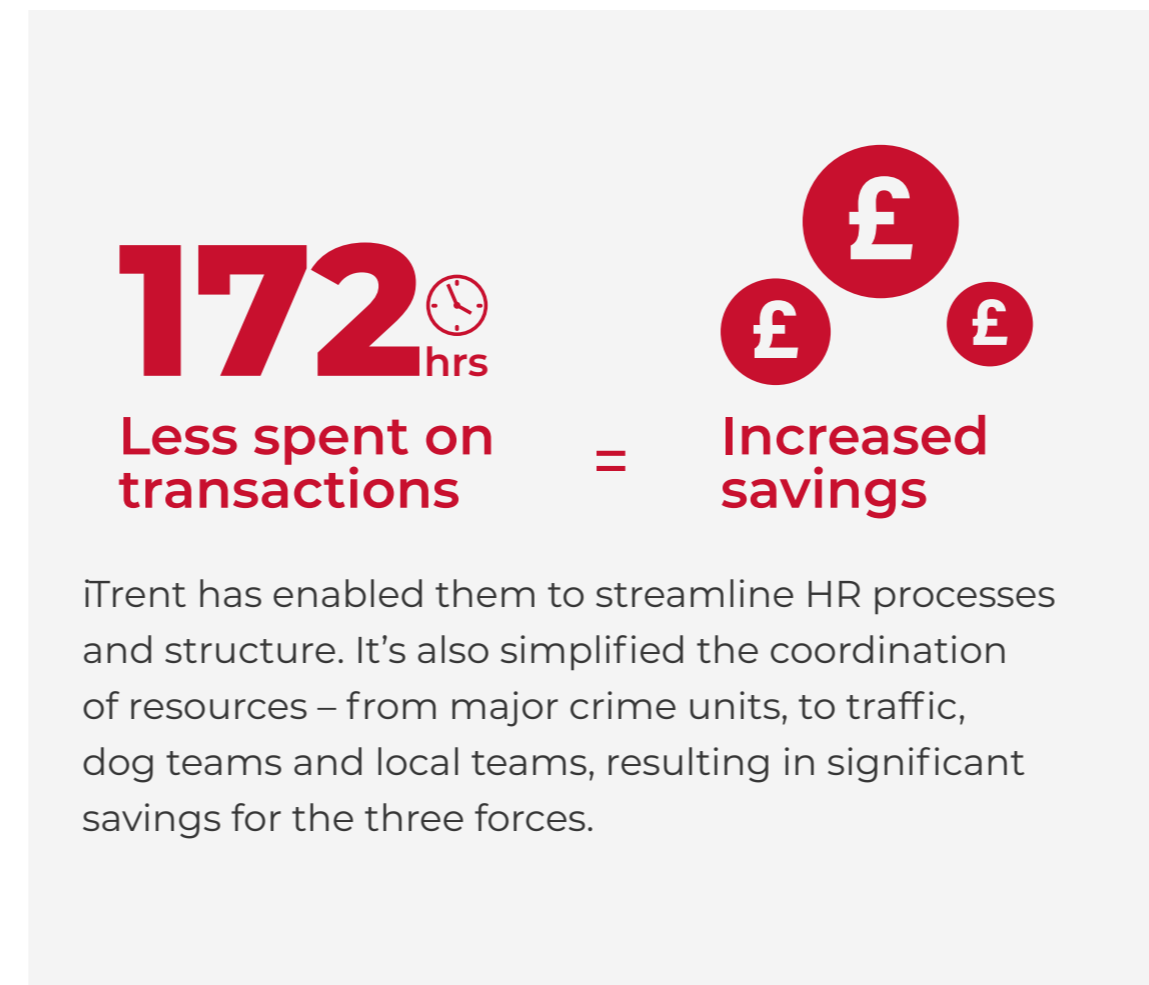 172
hrs
Less spent on
transactions
=
£
£
£
Increased
savings
iTrent has enabled them to streamline HR processes
and structure. It’s also simplified the coordination
of resources – from major crime units, to traffic,
dog teams and local teams, resulting in significant
savings for the three forces.